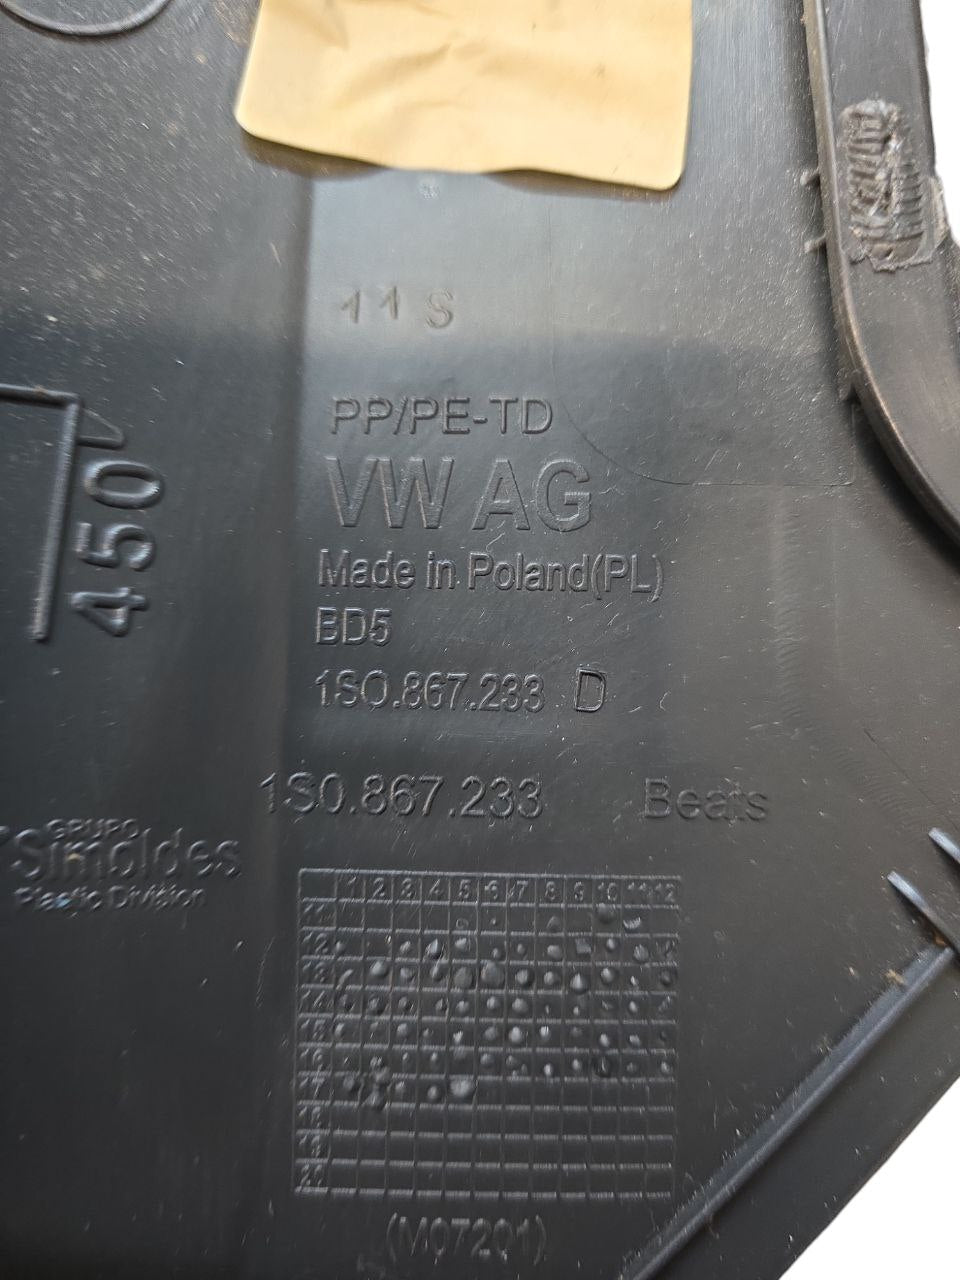 11 S
PP/PE-TD
VW AG
450
Made in Poland(PL)
BD5
1S0.867.233 D
1S0.867.233 Beats
GRUPO
Simoldes
Plastic Division
1 2 3 4 5 6 7 8 9 10 11 12
11
12
13
14
15
16
17
18
19
20
(M07201)